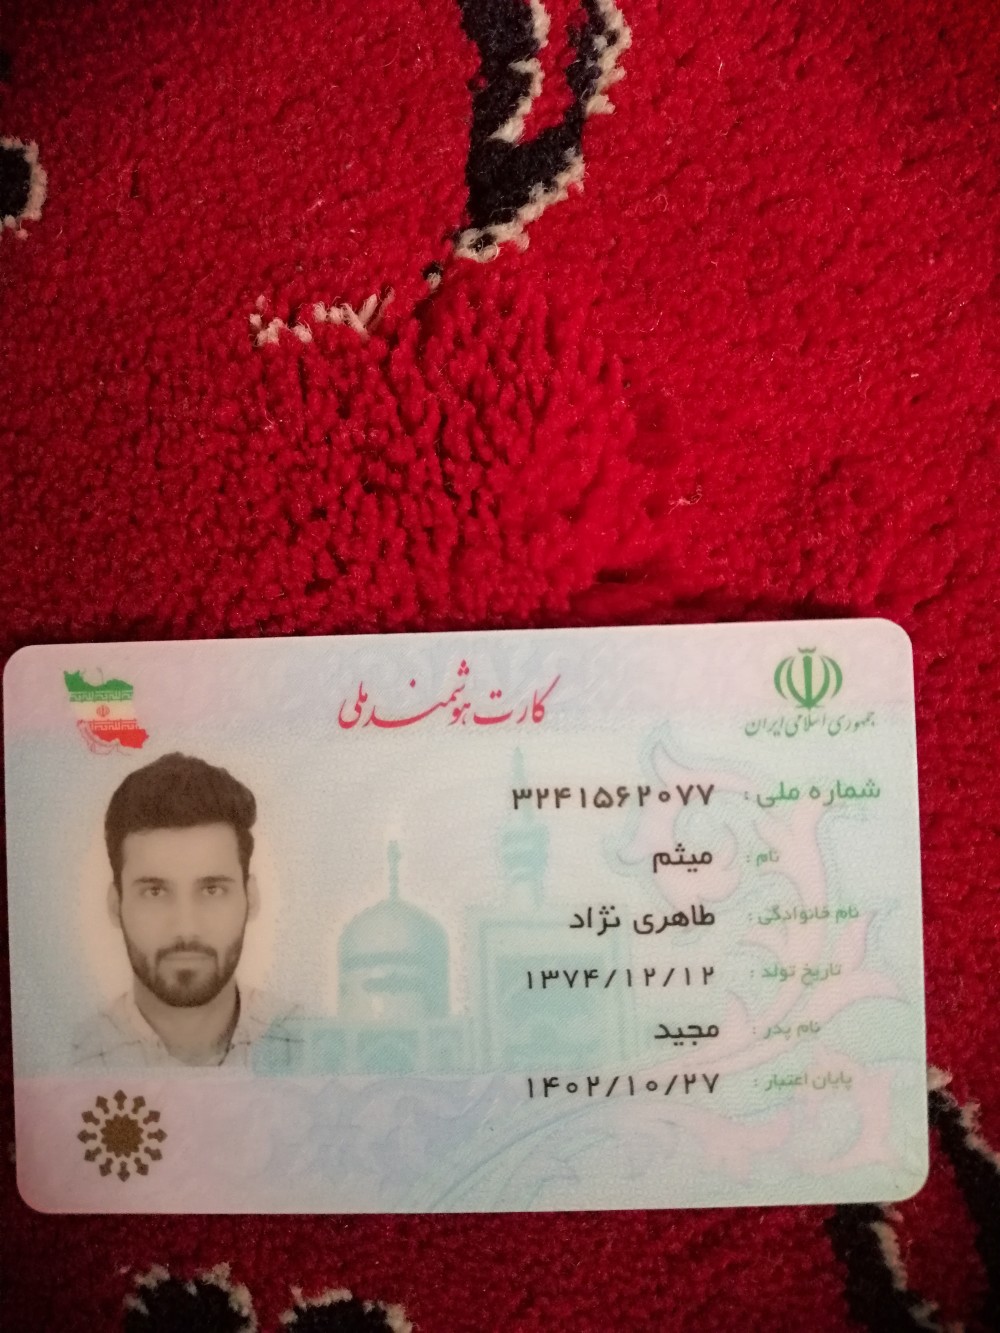 جمهوری اسلامی ایران
کارت هوشمند ملی
شماره ملی : ۳۲۴۱۵۶۲۰۷۷
نام : میثم
نام خانوادگی : طاهری نژاد
تاریخ تولد : ۱۳۷۴/۱۲/۱۲
نام پدر : مجید
پایان اعتبار : ۱۴۰۲/۱۰/۲۷